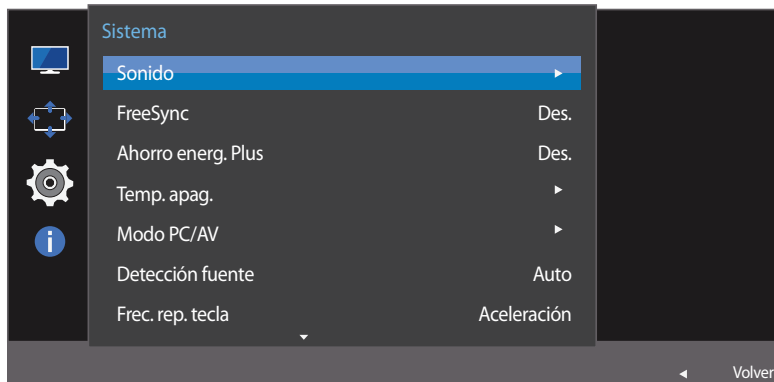 Sistema
Sonido
FreeSync Des.
Ahorro energ. Plus Des.
Temp. apag.
Modo PC/AV
Detección fuente Auto
Frec. rep. tecla Aceleración
Volver